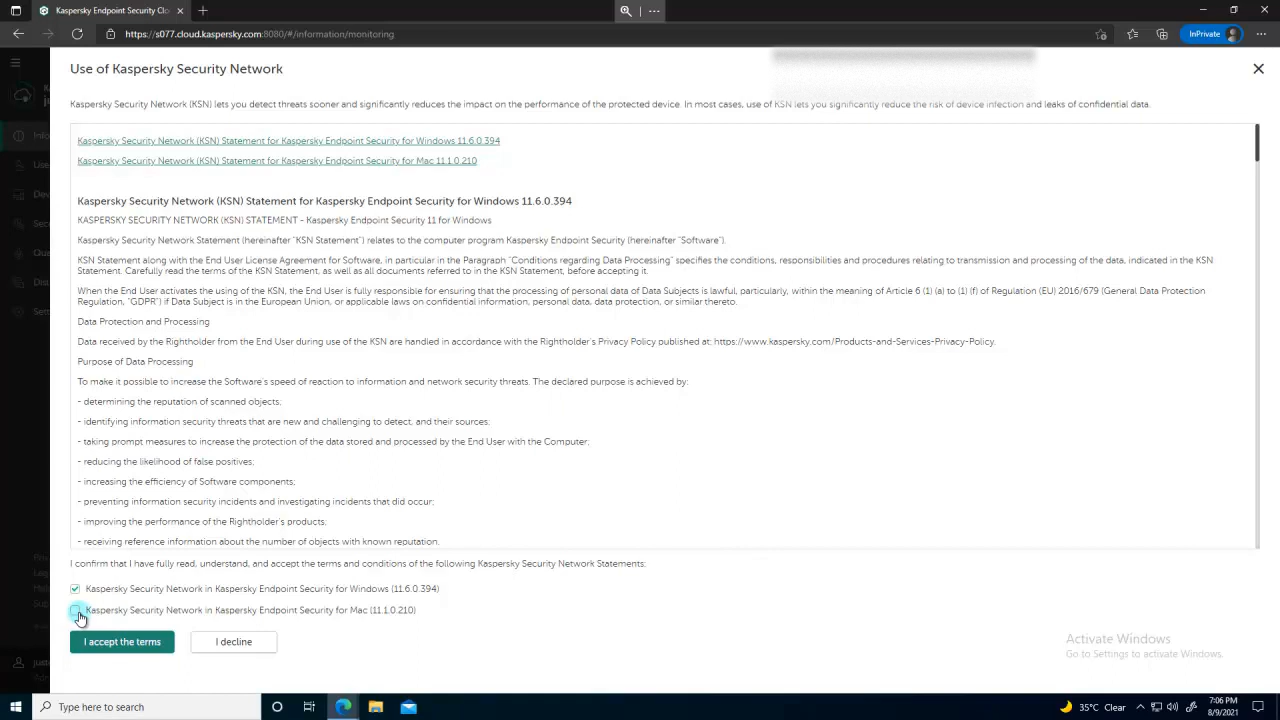 Kaspersky Endpoint Security Clo
https://s077.cloud.kaspersky.com:8080/#/information/monitoring
InPrivate
Use of Kaspersky Security Network
Kaspersky Security Network (KSN) lets you detect threats sooner and significantly reduces the impact on the performance of the protected device. In most cases, use of KSN lets you significantly reduce the risk of device infection and leaks of confidential data.
Kaspersky Security Network (KSN) Statement for Kaspersky Endpoint Security for Windows 11.6.0.394
Kaspersky Security Network (KSN) Statement for Kaspersky Endpoint Security for Mac 11.1.0.210
Kaspersky Security Network (KSN) Statement for Kaspersky Endpoint Security for Windows 11.6.0.394
KASPERSKY SECURITY NETWORK (KSN) STATEMENT - Kaspersky Endpoint Security 11 for Windows
Kaspersky Security Network Statement (hereinafter "KSN Statement") relates to the computer program Kaspersky Endpoint Security (hereinafter "Software").
KSN Statement along with the End User License Agreement for Software, in particular in the Paragraph "Conditions regarding Data Processing" specifies the conditions, responsibilities and procedures relating to transmission and processing of the data, indicated in the KSN
Statement. Carefully read the terms of the KSN Statement, as well as all documents referred to in the KSN Statement, before accepting it.
When the End User activates the using of the KSN, the End User is fully responsible for ensuring that the processing of personal data of Data Subjects is lawful, particularly, within the meaning of Article 6 (1) (a) to (1) (f) of Regulation (EU) 2016/679 (General Data Protection
Regulation, "GDPR") if Data Subject is in the European Union, or applicable laws on confidential information, personal data, data protection, or similar thereto.
Data Protection and Processing
Data received by the Rightholder from the End User during use of the KSN are handled in accordance with the Rightholder's Privacy Policy published at: https://www.kaspersky.com/Products-and-Services-Privacy-Policy.
Purpose of Data Processing
To make it possible to increase the Software's speed of reaction to information and network security threats. The declared purpose is achieved by:
- determining the reputation of scanned objects;
- identifying information security threats that are new and challenging to detect, and their sources;
- taking prompt measures to increase the protection of the data stored and processed by the End User with the Computer;
- reducing the likelihood of false positives;
- increasing the efficiency of Software components;
- preventing information security incidents and investigating incidents that did occur;
- improving the performance of the Rightholder's products;
- receiving reference information about the number of objects with known reputation.
I confirm that I have fully read, understand, and accept the terms and conditions of the following Kaspersky Security Network Statements:
Kaspersky Security Network in Kaspersky Endpoint Security for Windows (11.6.0.394)
Kaspersky Security Network in Kaspersky Endpoint Security for Mac (11.1.0.210)
I accept the terms
I decline
Activate Windows
Go to Settings to activate Windows.
Type here to search
35°C Clear
7:06 PM
8/9/2021